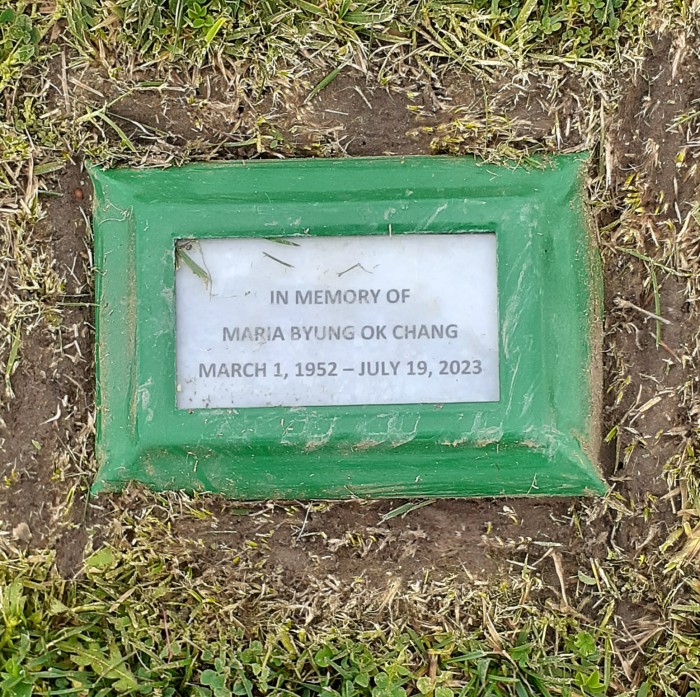 IN MEMORY OF
MARIA BYUNG OK CHANG
MARCH 1, 1952 – JULY 19, 2023